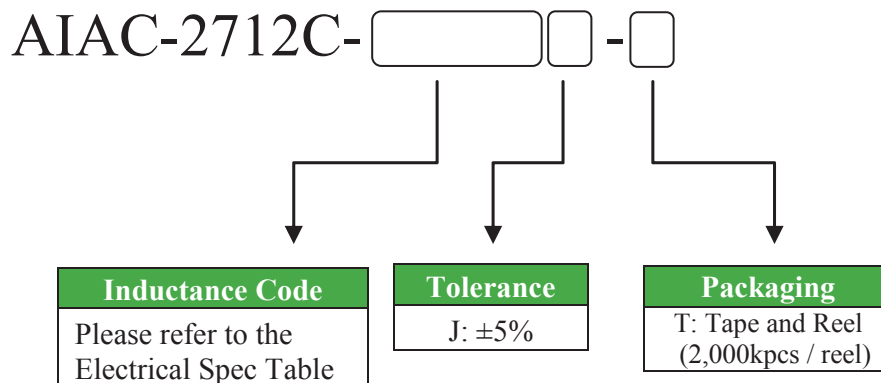 AIAC-2712C- -
Inductance Code
Please refer to the
Electrical Spec Table
Tolerance
J: ±5%
Packaging
T: Tape and Reel
(2,000kpcs / reel)